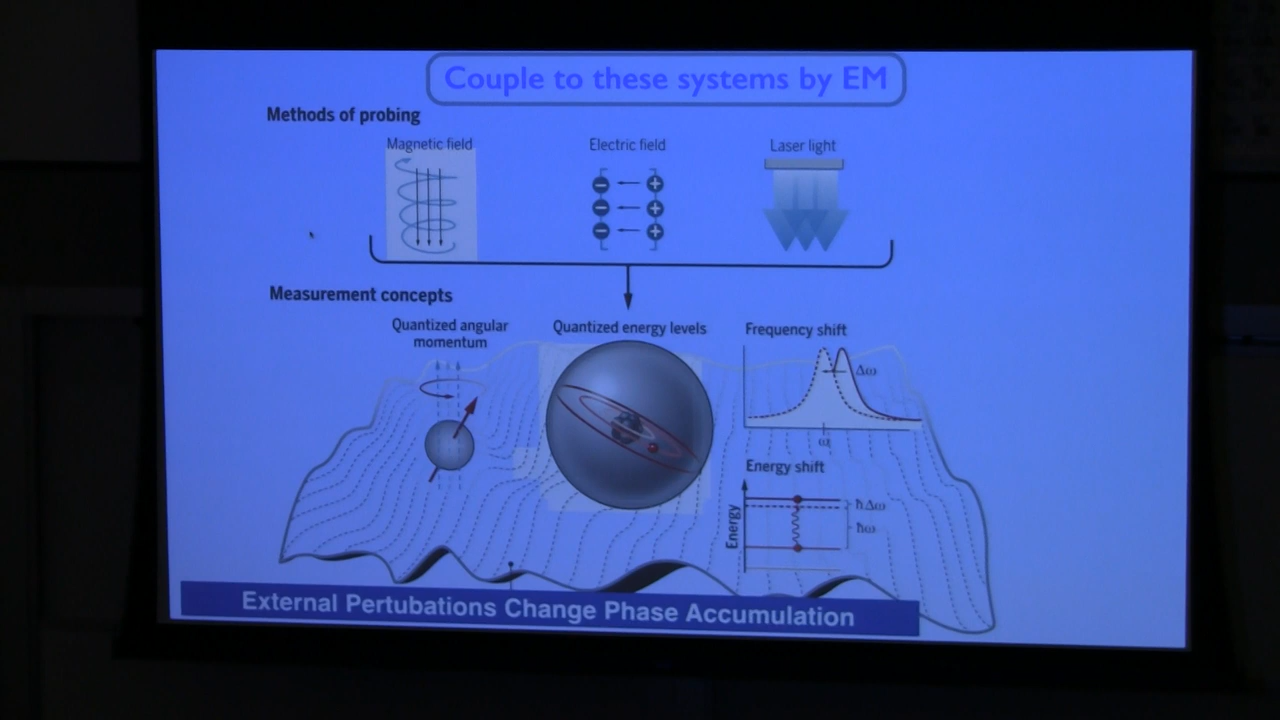 Couple to these systems by EM
Methods of probing
Magnetic field
Electric field
Laser light
Measurement concepts
Quantized angular
momentum
Quantized energy levels
Frequency shift
Δω
ω
Energy shift
Energy
ħΔω
ħω
External Pertubations Change Phase Accumulation